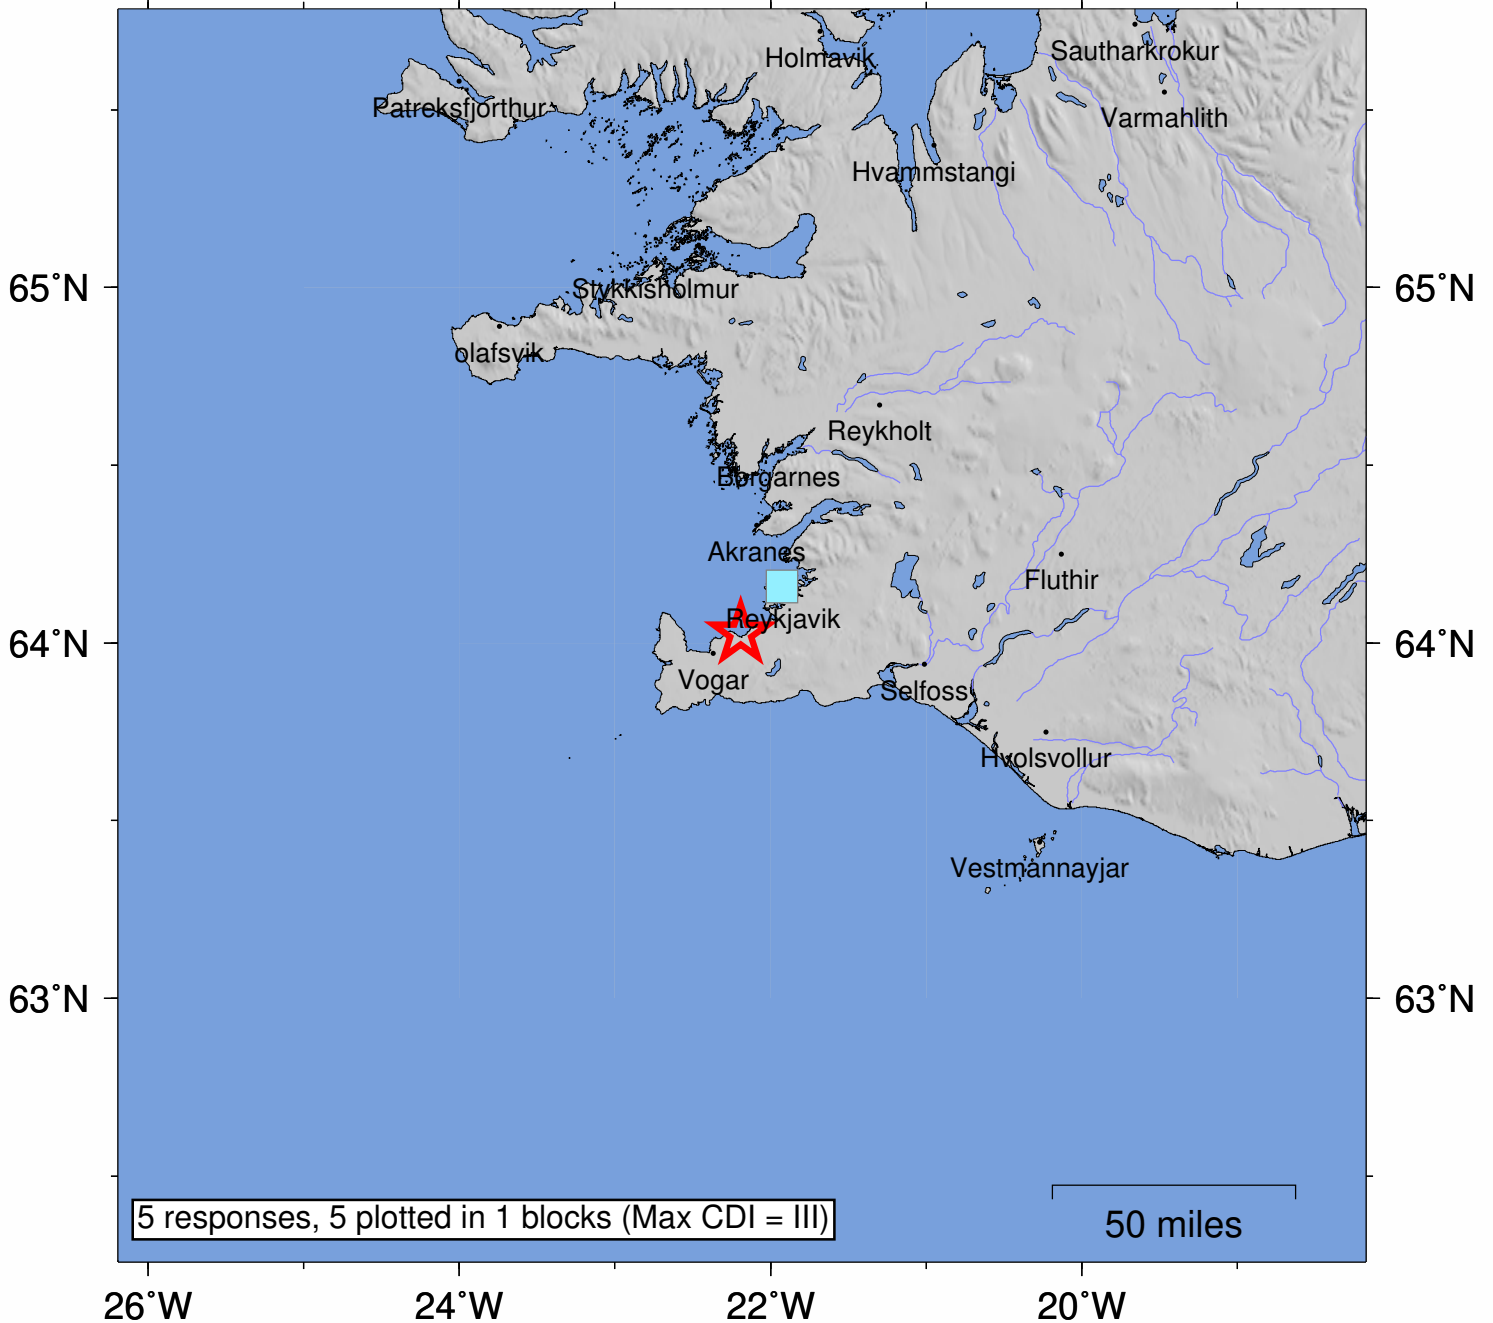 Holmavik
Sautharkrokur
Patreksfjorthur
Varmahlith
Hvammstangi
65°N
Stykkisholmur
65°N
olafsvik
Reykholt
Borgarnes
Akranes
Fluthir
Reykjavik
64°N
64°N
Vogar
Selfoss
Hvolsvollur
Vestmannayjar
63°N
63°N
5 responses, 5 plotted in 1 blocks (Max CDI = III)
50 miles
26°W
24°W
22°W
20°W